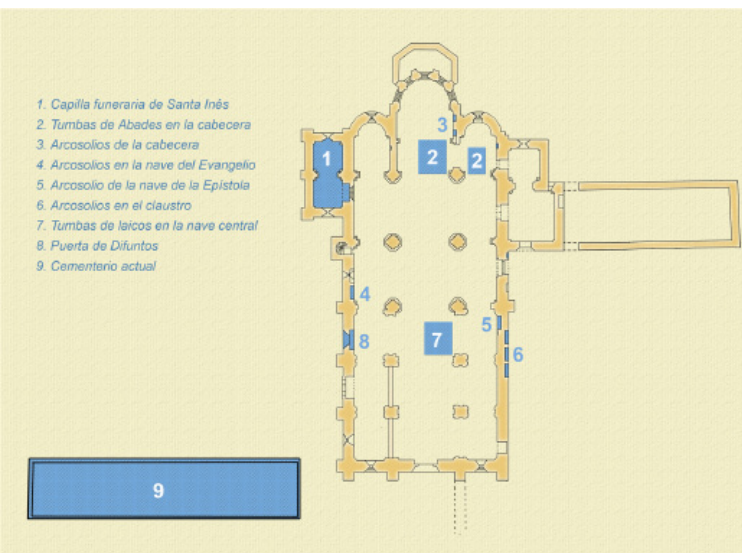 1. Capilla funeraria de Santa Inés
2. Tumbas de Abades en la cabecera
3. Arcosolios de la cabecera
4. Arcosolios en la nave del Evangelio
5. Arcosolio de la nave de la Epístola
6. Arcosolios en el claustro
7. Tumbas de laicos en la nave central
8. Puerta de Difuntos
9. Cementerio actual
3
1
2
2
4
5
8
7
6
9